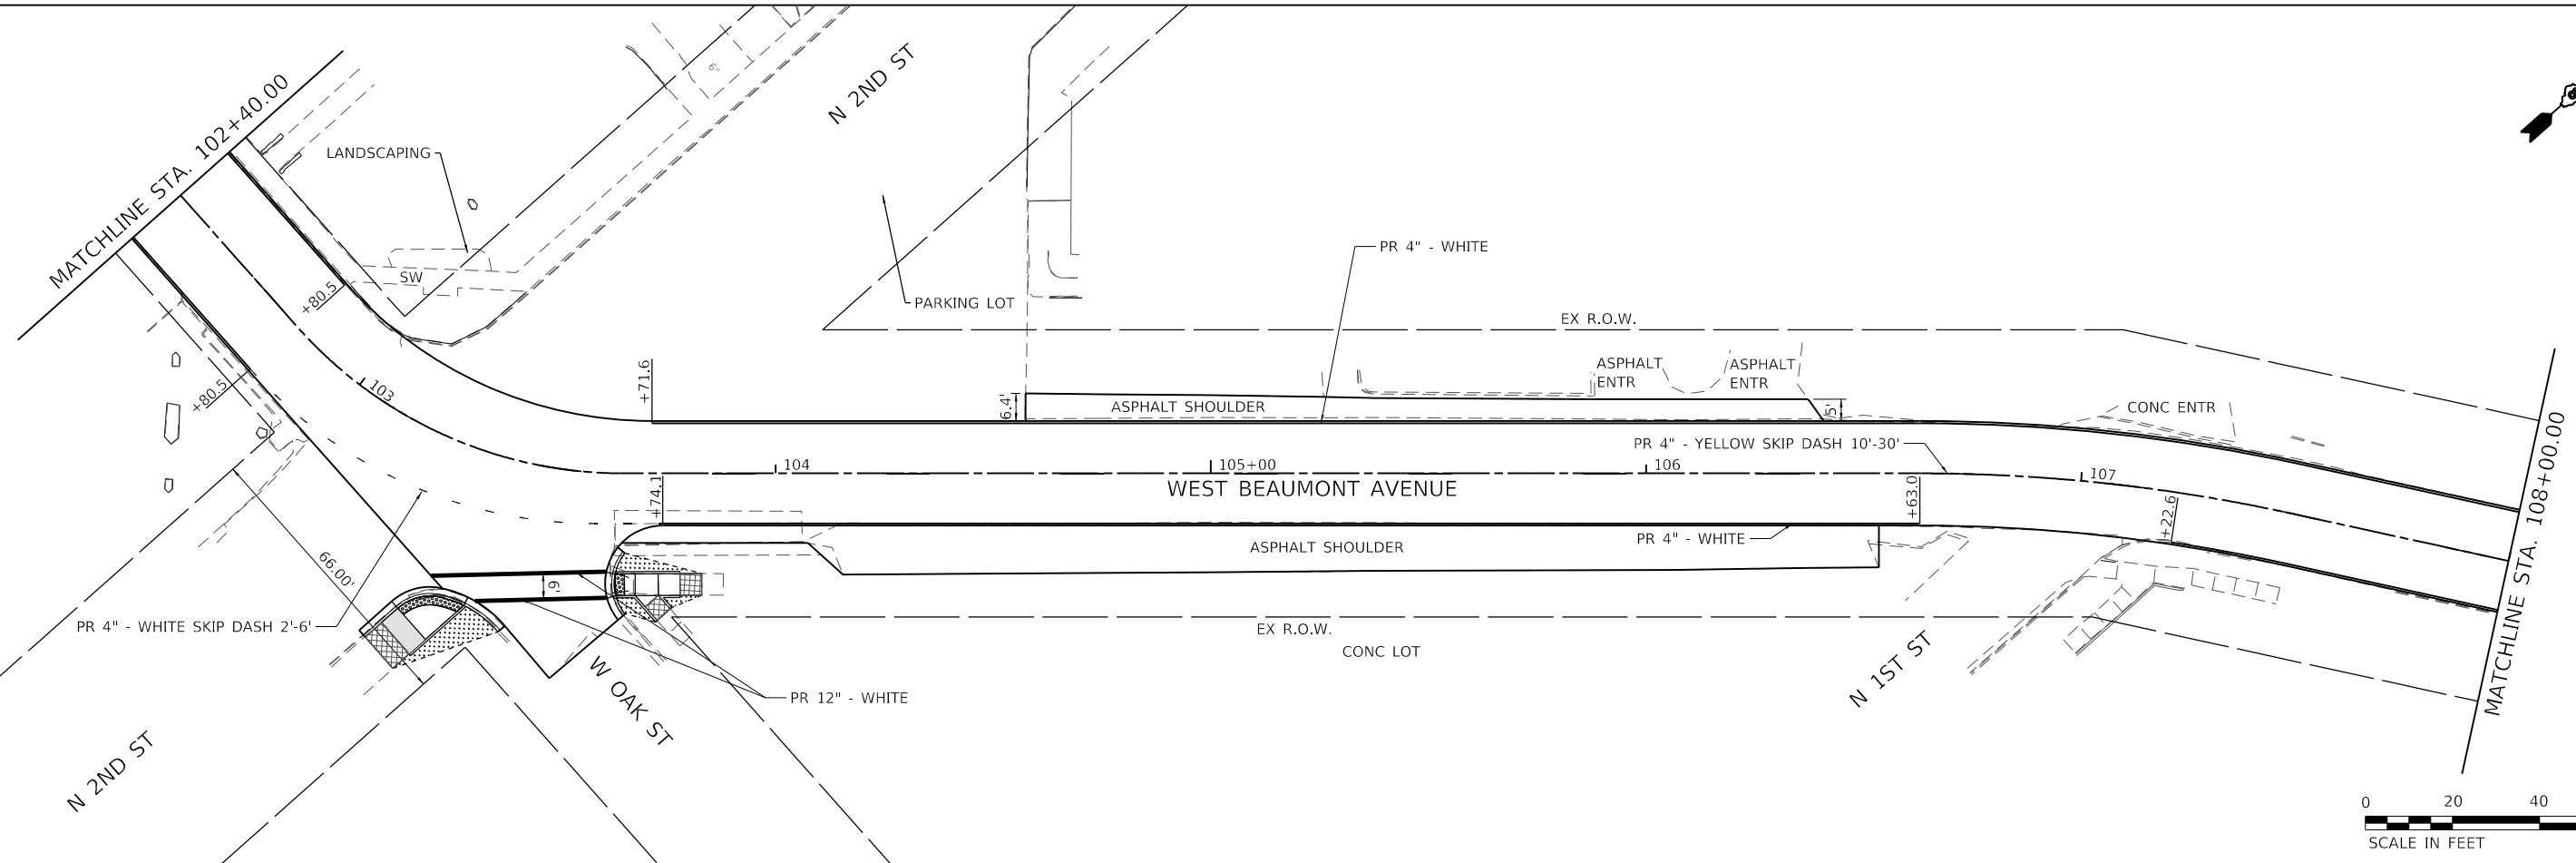 MATCHLINE STA. 102+40.00
LANDSCAPING
SW
+80.5
+80.5
103
N 2ND ST
6'
PARKING LOT
PR 4" - WHITE
EX R.O.W.
ASPHALT
ENTR
ASPHALT
ENTR
CONC ENTR
+71.6
6.4'
ASPHALT SHOULDER
5'
PR 4" - YELLOW SKIP DASH 10'-30'
104
105+00
106
107
WEST BEAUMONT AVENUE
+74.1
+63.0
+22.6
MATCHLINE STA. 108+00.00
PR 4" - WHITE
ASPHALT SHOULDER
66.00'
6'
PR 4" - WHITE SKIP DASH 2'-6'
EX R.O.W.
CONC LOT
W OAK ST
PR 12" - WHITE
N 1ST ST
N 2ND ST
0 20 40
SCALE IN FEET